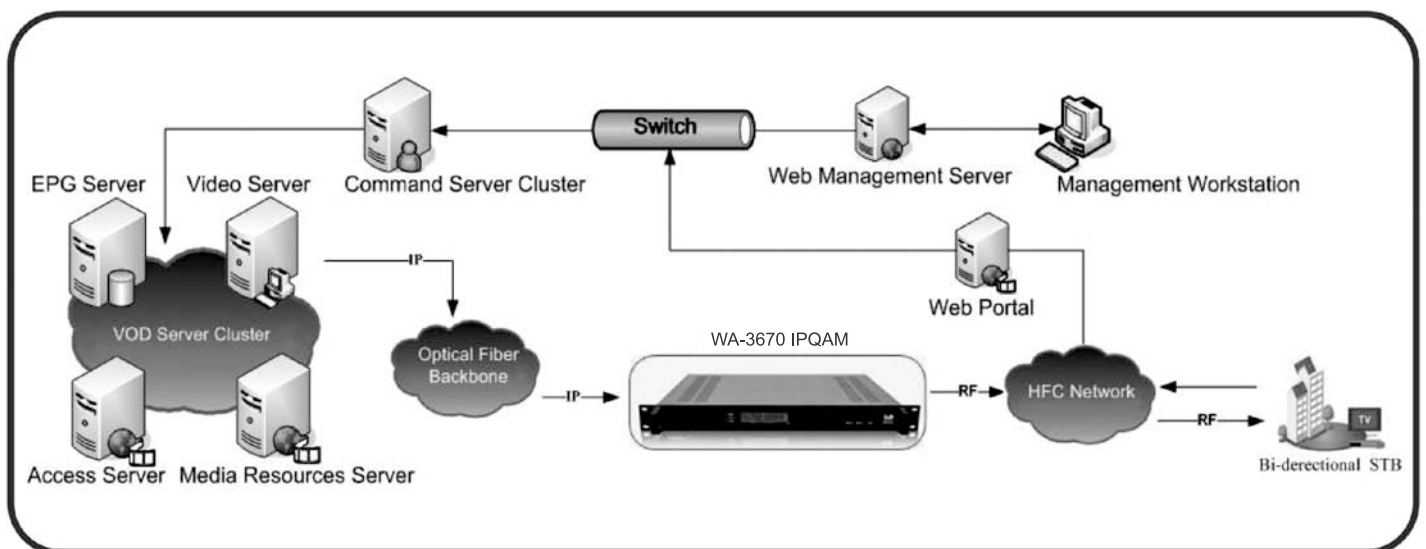 Switch
EPG Server
Video Server
Command Server Cluster
Web Management Server
Management Workstation
IP
Web Portal
VOD Server Cluster
Optical Fiber
Backbone
WA-3670 IPQAM
IP
RF
HFC Network
RF
TV
Bi-derectional STB
Access Server
Media Resources Server